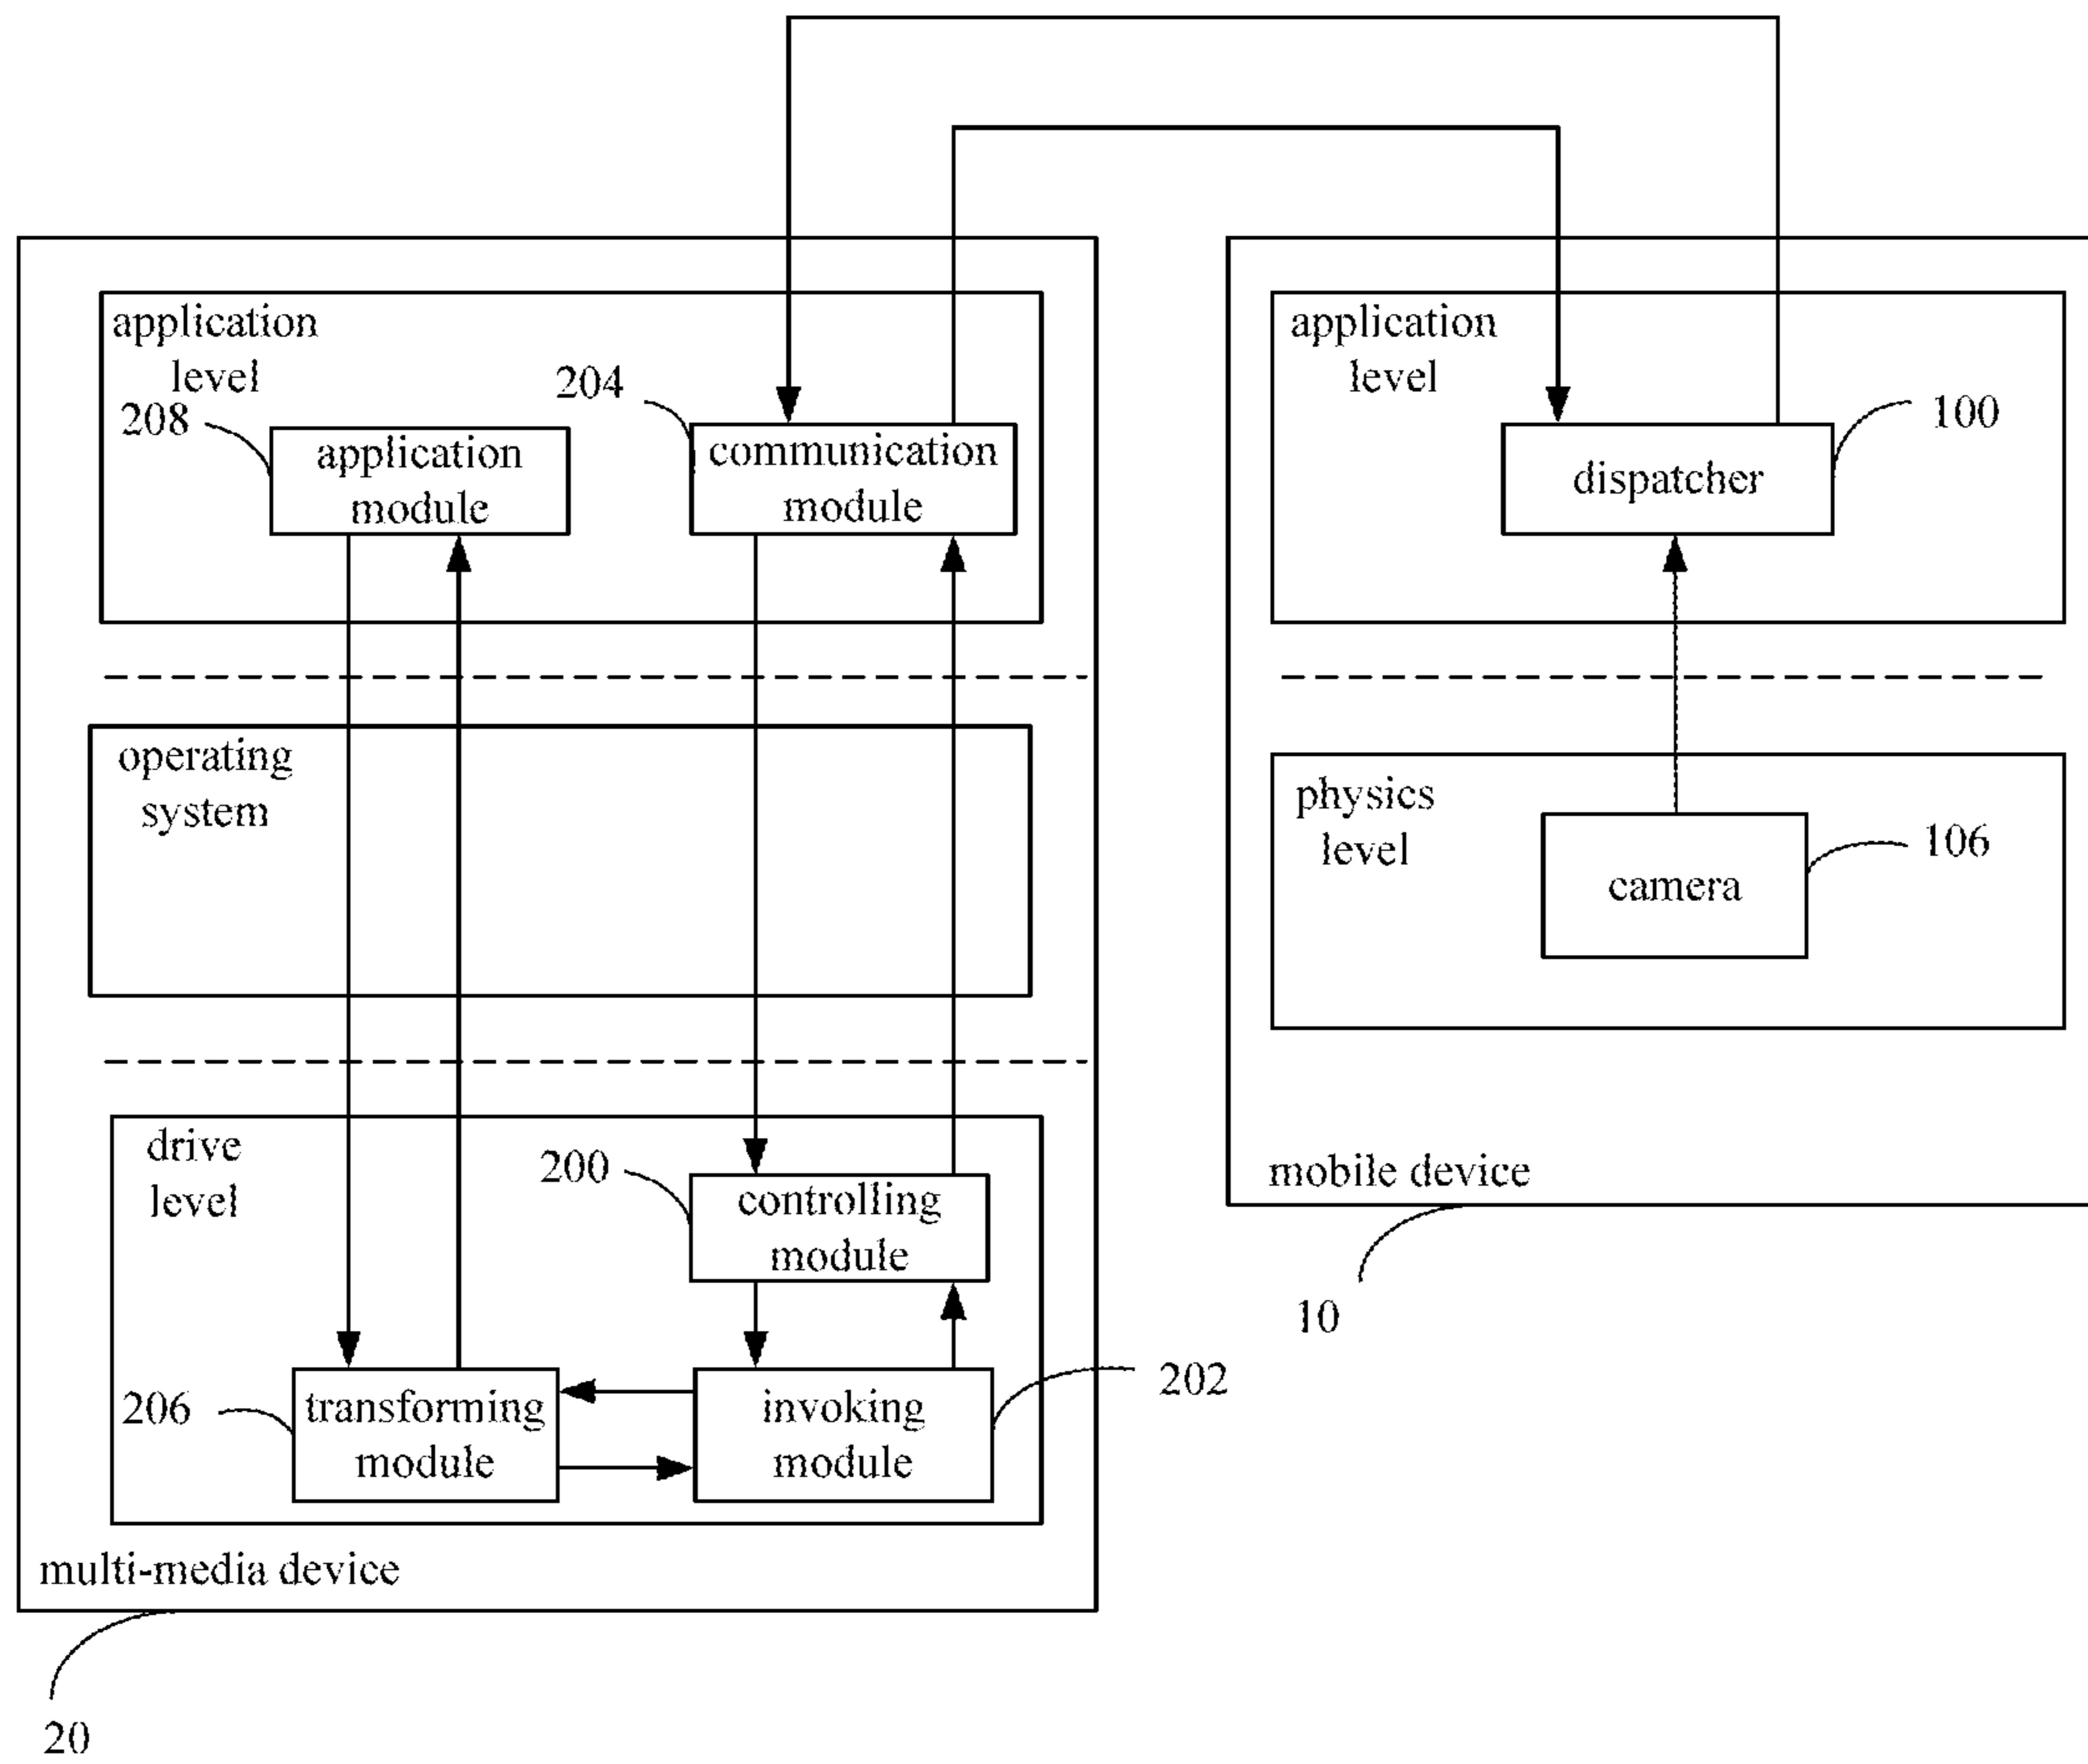 application
level
208
application
module
204
communication
module
application
level
100
dispatcher
operating
system
physics
level
106
camera
drive
level
200
controlling
module
mobile device
10
206
transforming
module
invoking
module
202
multi-media device
20